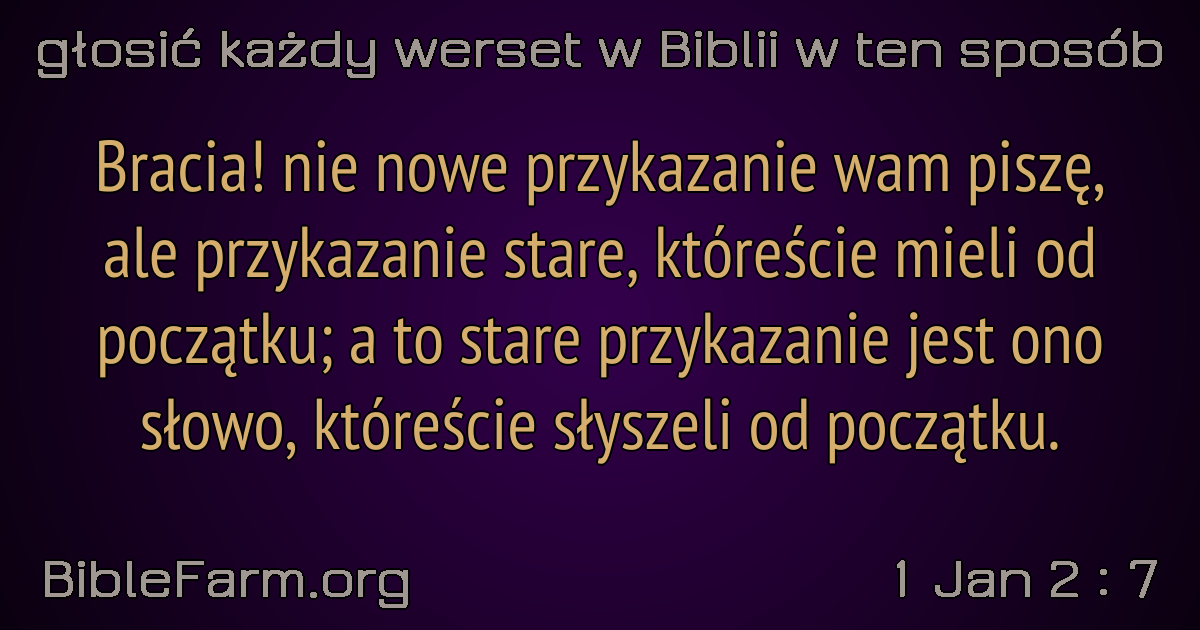 głosić każdy werset w Biblii w ten sposób
Bracia! nie nowe przykazanie wam piszę,
ale przykazanie stare, któreście mieli od
początku; a to stare przykazanie jest ono
słowo, któreście słyszeli od początku.
BibleFarm.org
1 Jan 2 : 7